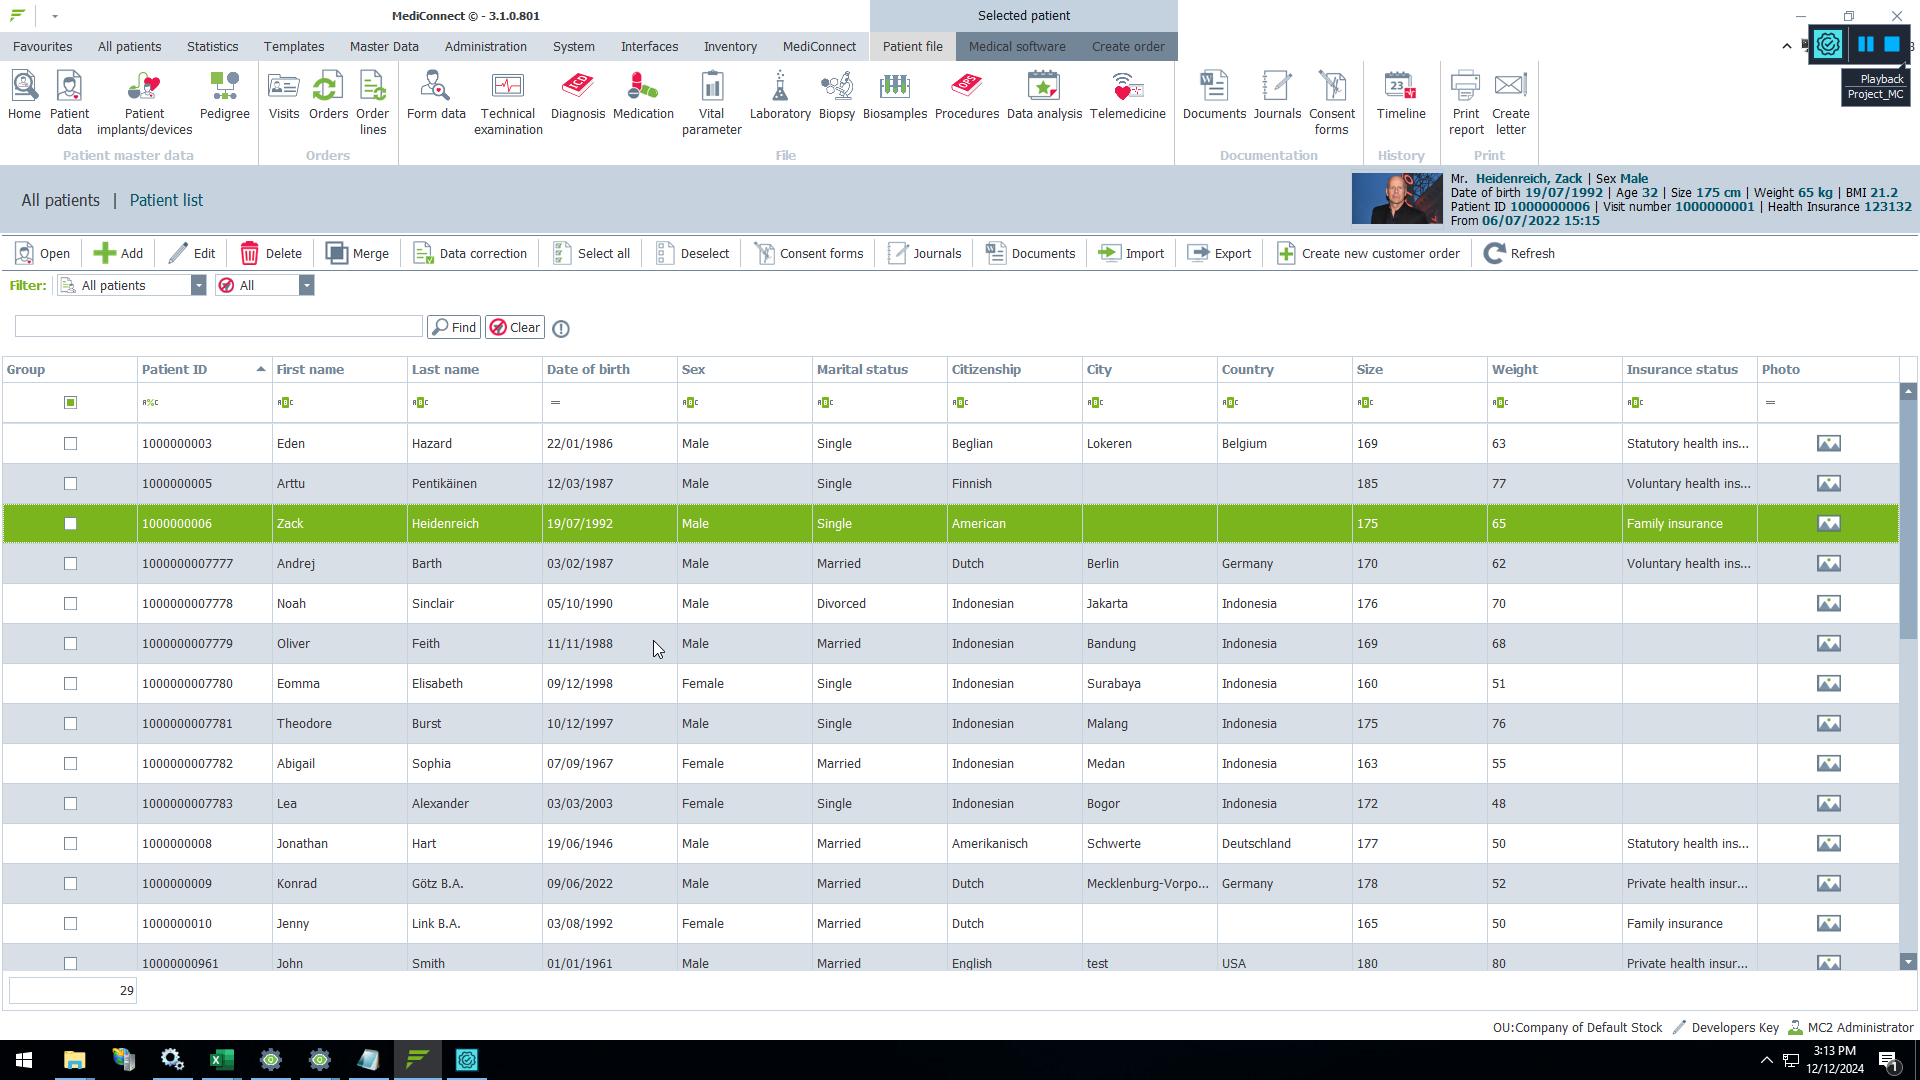 MediConnect © - 3.1.0.801
Selected patient
Favourites All patients Statistics Templates Master Data Administration System Interfaces Inventory MediConnect Patient file Medical software Create order
Playback
Project_MC
Home Patient data Patient implants/devices Pedigree Visits Orders Order lines Form data Technical examination Diagnosis Medication Vital parameter Laboratory Biopsy Biosamples Procedures Data analysis Telemedicine Documents Journals Consent forms Timeline Print report Create letter
Patient master data Orders File Documentation History Print
All patients | Patient list
Mr. Heidenreich, Zack | Sex Male
Date of birth 19/07/1992 | Age 32 | Size 175 cm | Weight 65 kg | BMI 21.2
Patient ID 1000000006 | Visit number 1000000001 | Health Insurance 123132
From 06/07/2022 15:15
Open Add Edit Delete Merge Data correction Select all Deselect Consent forms Journals Documents Import Export Create new customer order Refresh
Filter: All patients All
Find Clear
Group Patient ID First name Last name Date of birth Sex Marital status Citizenship City Country Size Weight Insurance status Photo
1000000003 Eden Hazard 22/01/1986 Male Single Beglian Lokeren Belgium 169 63 Statutory health ins...
1000000005 Arttu Pentikäinen 12/03/1987 Male Single Finnish 185 77 Voluntary health ins...
1000000006 Zack Heidenreich 19/07/1992 Male Single American 175 65 Family insurance
1000000007777 Andrej Barth 03/02/1987 Male Married Dutch Berlin Germany 170 62 Voluntary health ins...
1000000007778 Noah Sinclair 05/10/1990 Male Divorced Indonesian Jakarta Indonesia 176 70
1000000007779 Oliver Feith 11/11/1988 Male Married Indonesian Bandung Indonesia 169 68
1000000007780 Eomma Elisabeth 09/12/1998 Female Single Indonesian Surabaya Indonesia 160 51
1000000007781 Theodore Burst 10/12/1997 Male Single Indonesian Malang Indonesia 175 76
1000000007782 Abigail Sophia 07/09/1967 Female Married Indonesian Medan Indonesia 163 55
1000000007783 Lea Alexander 03/03/2003 Female Single Indonesian Bogor Indonesia 172 48
1000000008 Jonathan Hart 19/06/1946 Male Married Amerikanisch Schwerte Deutschland 177 50 Statutory health ins...
1000000009 Konrad Götz B.A. 09/06/2022 Male Married Dutch Mecklenburg-Vorpo... Germany 178 52 Private health insur...
1000000010 Jenny Link B.A. 03/08/1992 Female Married Dutch 165 50 Family insurance
10000000961 John Smith 01/01/1961 Male Married English test USA 180 80 Private health insur...
29
OU:Company of Default Stock Developers Key MC2 Administrator
3:13 PM
12/12/2024
1